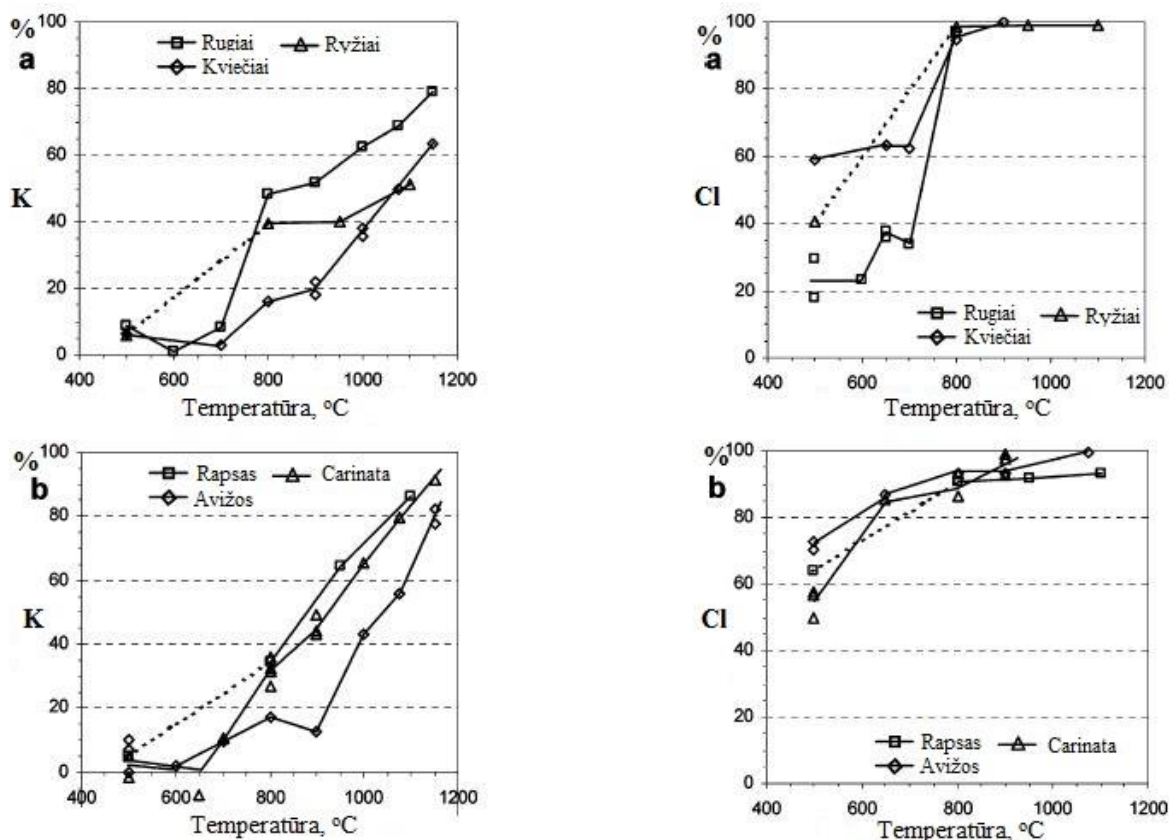 %
a
K
100
80
60
40
20
0
Rugiai
Ryžiai
Kviečiai
400 600 800 1000 1200
Temperatūra, °C
%
a
Cl
100
80
60
40
20
0
Rugiai
Ryžiai
Kviečiai
400 600 800 1000 1200
Temperatūra, °C
%
b
K
100
80
60
40
20
0
Rapsas
Carinata
Avižos
400 600 800 1000 1200
Temperatūra, °C
%
b
Cl
100
80
60
40
20
0
Rapsas
Carinata
Avižos
400 600 800 1000 1200
Temperatūra, °C